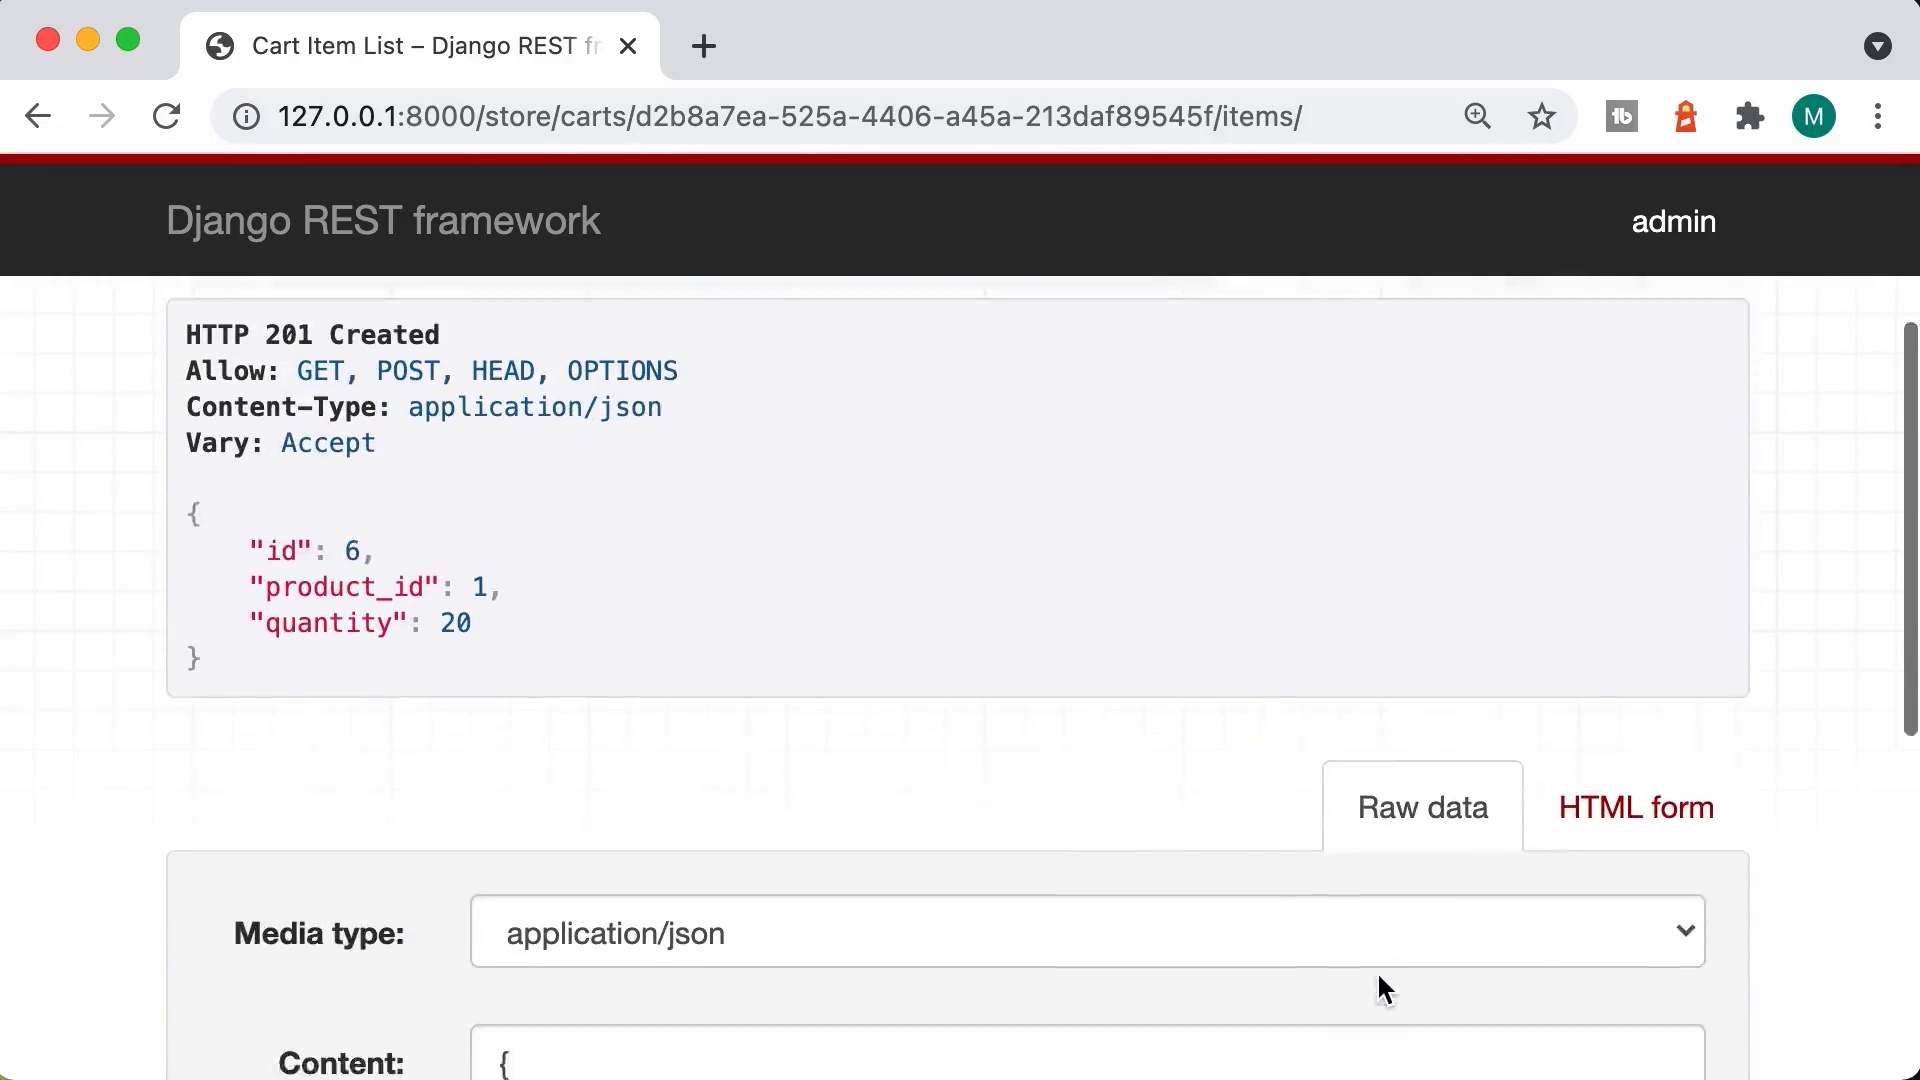 Cart Item List – Django REST fr
127.0.0.1:8000/store/carts/d2b8a7ea-525a-4406-a45a-213daf89545f/items/
tb
M
Django REST framework
admin
HTTP 201 Created
Allow: GET, POST, HEAD, OPTIONS
Content-Type: application/json
Vary: Accept
{
"id": 6,
"product_id": 1,
"quantity": 20
}
Raw data
HTML form
Media type:
application/json
Content:
{